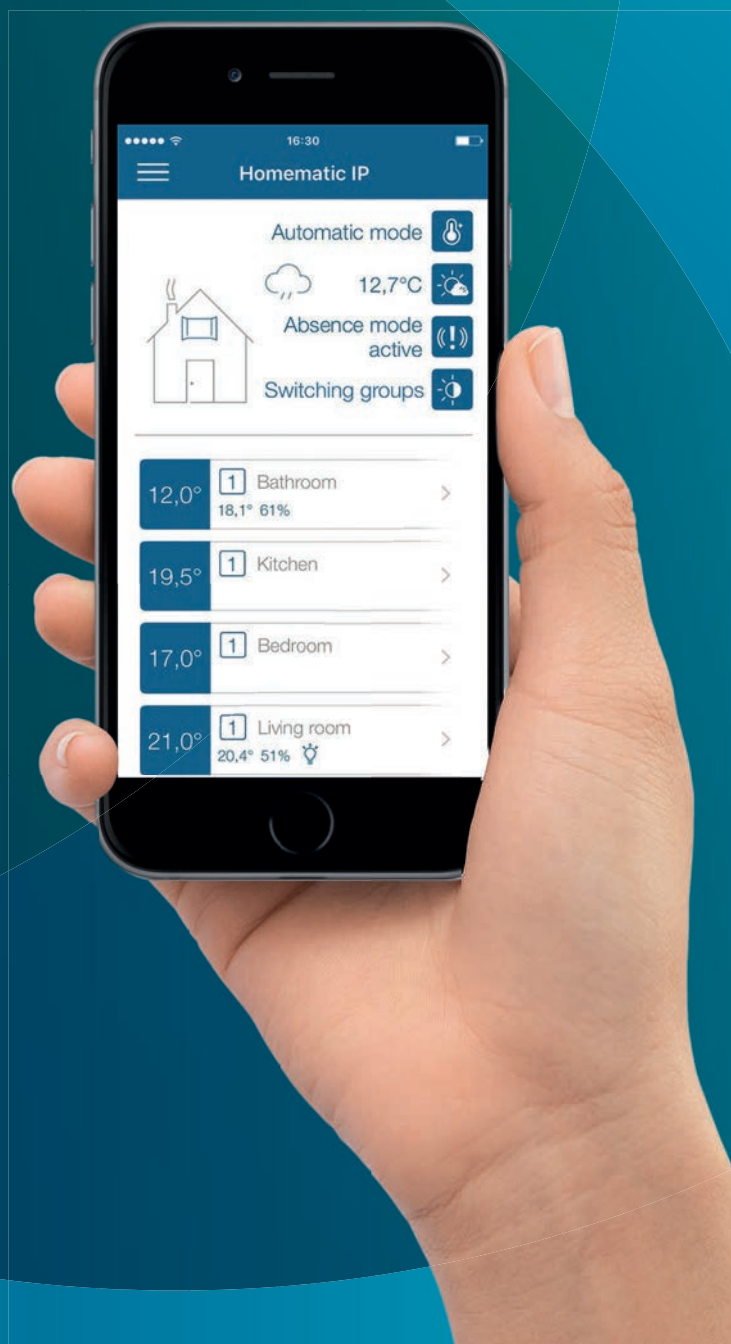 16:30
Homematic IP
Automatic mode
12,7°C
Absence mode
active
Switching groups
12,0° 1 Bathroom
18,1° 61%
19,5° 1 Kitchen
17,0° 1 Bedroom
21,0° 1 Living room
20,4° 51%